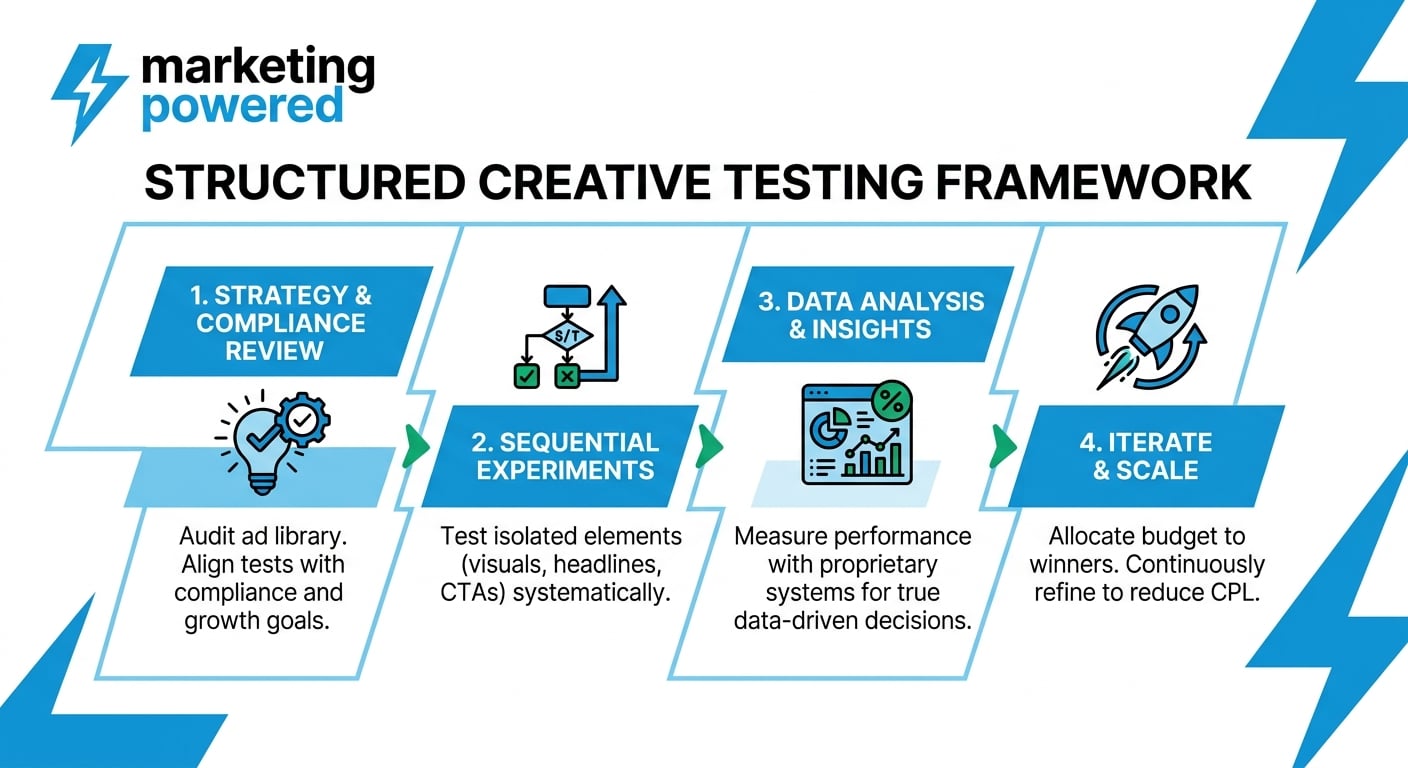 marketing
powered
STRUCTURED CREATIVE TESTING FRAMEWORK
1. STRATEGY &
COMPLIANCE
REVIEW
Audit ad library.
Align tests with
compliance and
growth goals.
S/T
2. SEQUENTIAL
EXPERIMENTS
Test isolated elements
(visuals, headlines,
CTAs) systematically.
3. DATA ANALYSIS
& INSIGHTS
%
Measure performance
with proprietary
systems for true
data-driven decisions.
4. ITERATE
& SCALE
Allocate budget to
winners. Continuously
refine to reduce CPL.